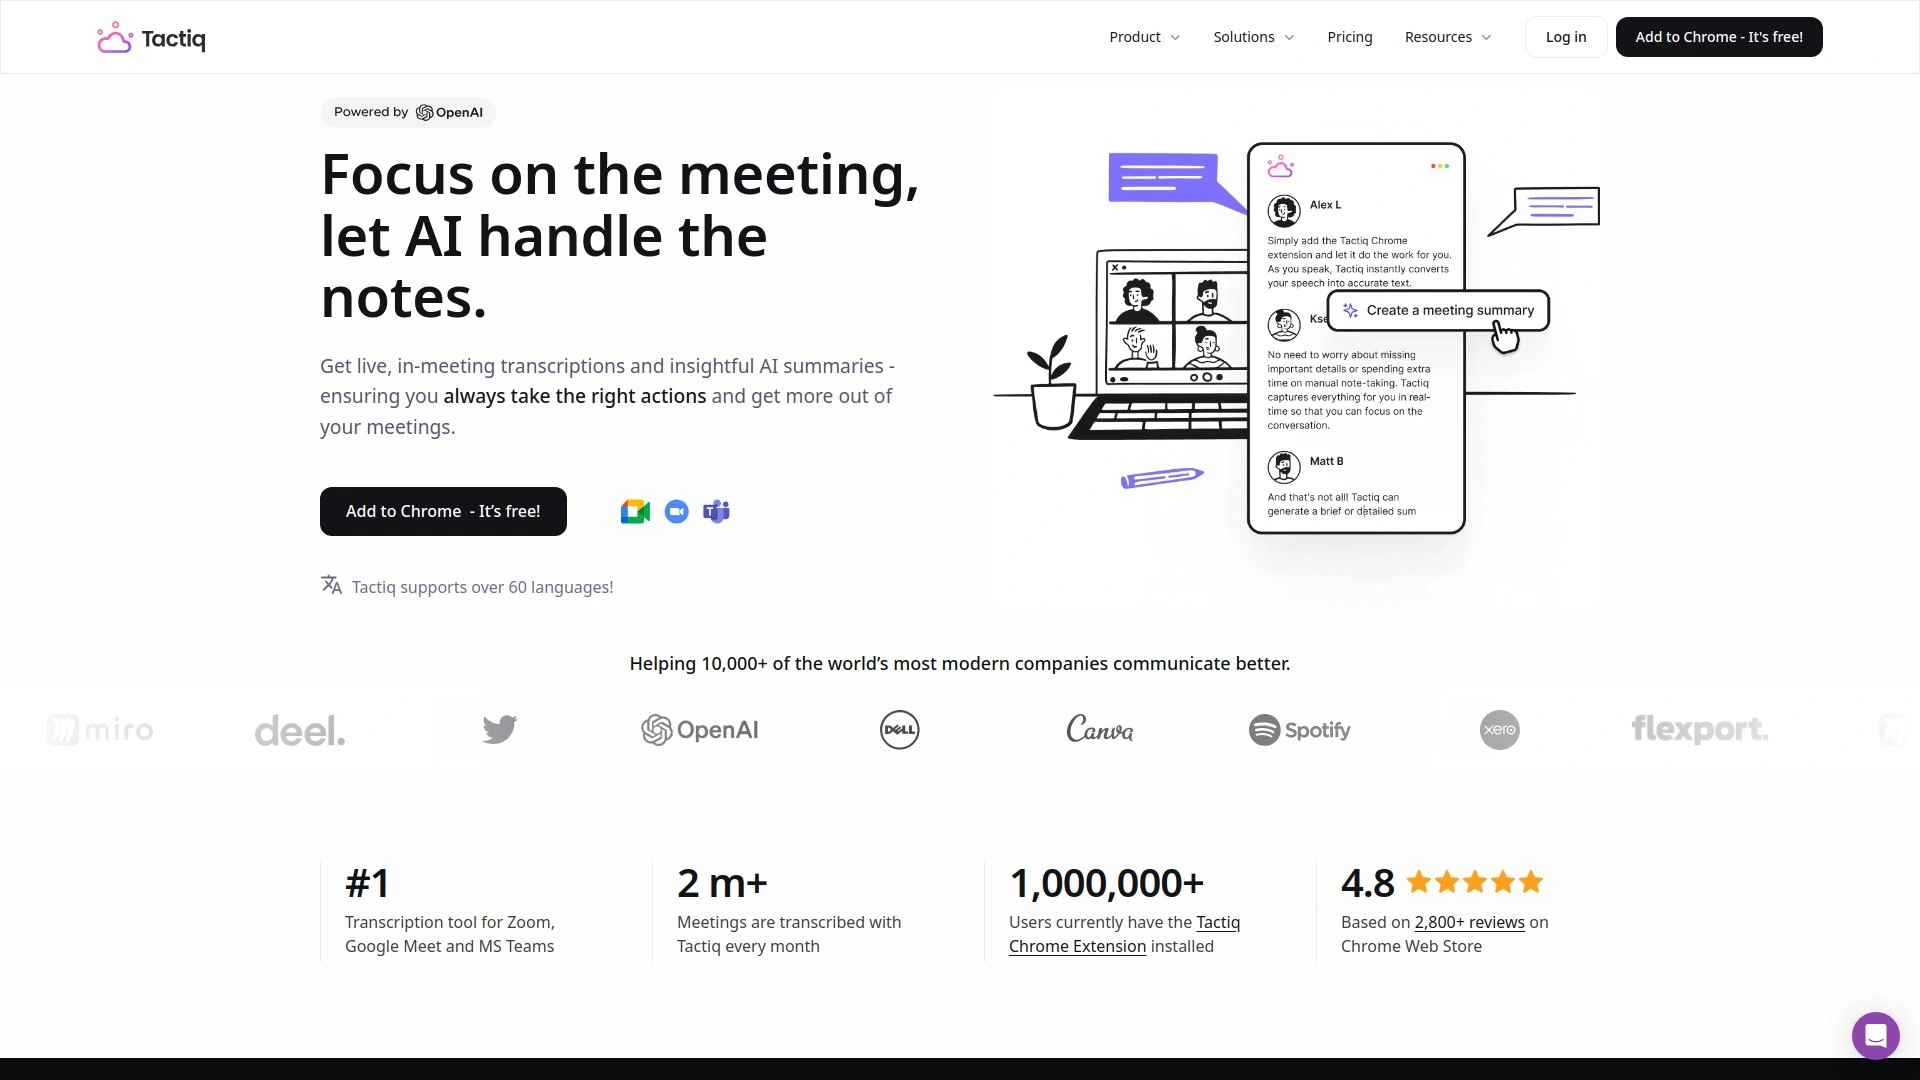 Tactiq
Product
Solutions
Pricing
Resources
Log in
Add to Chrome - It's free!
Powered by OpenAI
Focus on the meeting,
let AI handle the
notes.
Get live, in-meeting transcriptions and insightful AI summaries -
ensuring you always take the right actions and get more out of
your meetings.
Add to Chrome - It’s free!
Tactiq supports over 60 languages!
Alex L
Simply add the Tactiq Chrome
extension and let it do the work for you.
As you speak, Tactiq instantly converts
your speech into accurate text.
Create a meeting summary
Kse
No need to worry about missing
important details or spending extra
time on manual note-taking. Tactiq
captures everything for you in real-
time so that you can focus on the
conversation.
Matt B
And that's not all! Tactiq can
generate a brief or detailed sum
Helping 10,000+ of the world’s most modern companies communicate better.
miro
deel.
OpenAI
DELL
Canva
Spotify
xero
flexport.
#1
Transcription tool for Zoom,
Google Meet and MS Teams
2 m+
Meetings are transcribed with
Tactiq every month
1,000,000+
Users currently have the Tactiq
Chrome Extension installed
4.8
Based on 2,800+ reviews on
Chrome Web Store